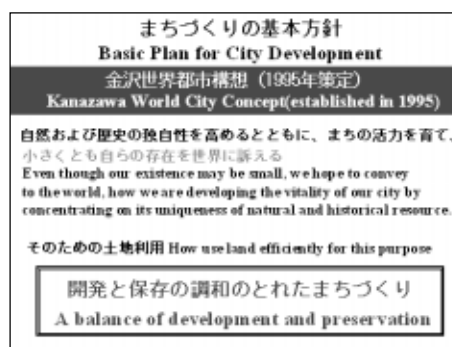 まちづくりの基本方針
Basic Plan for City Development
金沢世界都市構想（1995年策定）
Kanazawa World City Concept(established in 1995)
自然および歴史の独自性を高めるとともに、まちの活力を育て、
小さくとも自らの存在を世界に訴える
Even though our existence may be small, we hope to convey
to the world, how we are developing the vitality of our city by
concentrating on its uniqueness of natural and historical resource.
そのための土地利用 How use land efficiently for this purpose
開発と保存の調和のとれたまちづくり
A balance of development and preservation